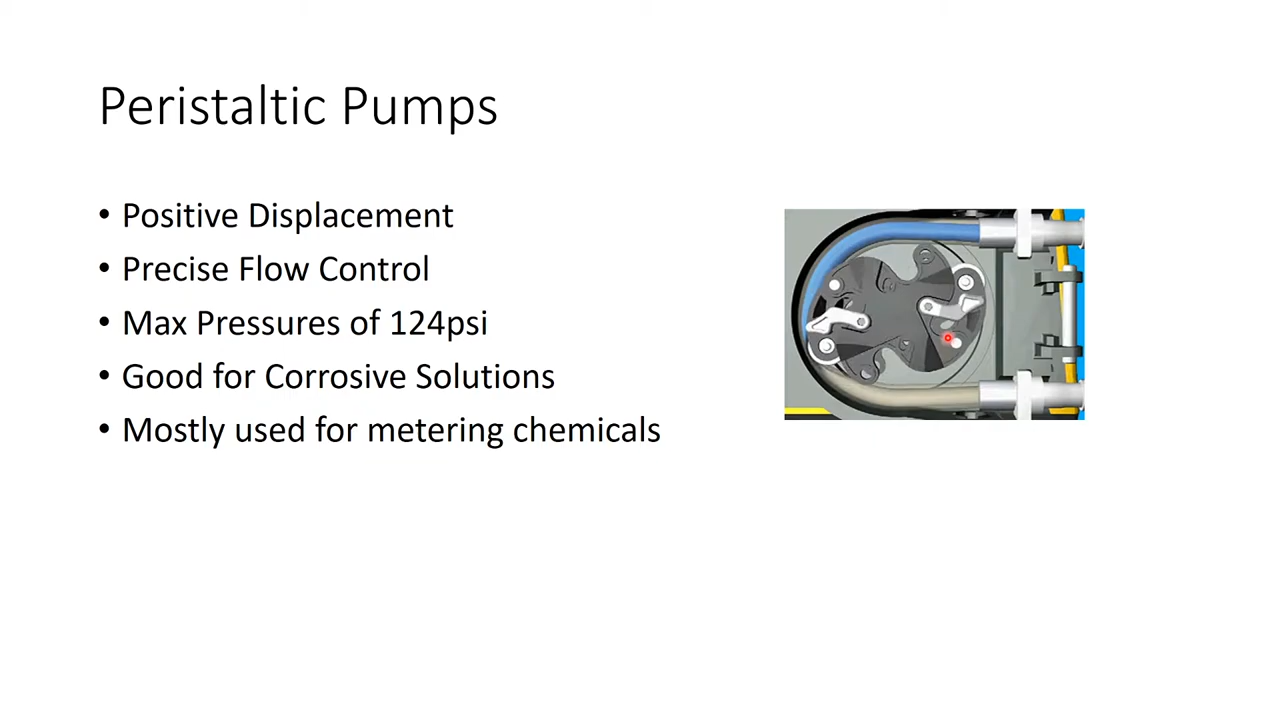 Peristaltic Pumps
• Positive Displacement
• Precise Flow Control
• Max Pressures of 124psi
• Good for Corrosive Solutions
• Mostly used for metering chemicals